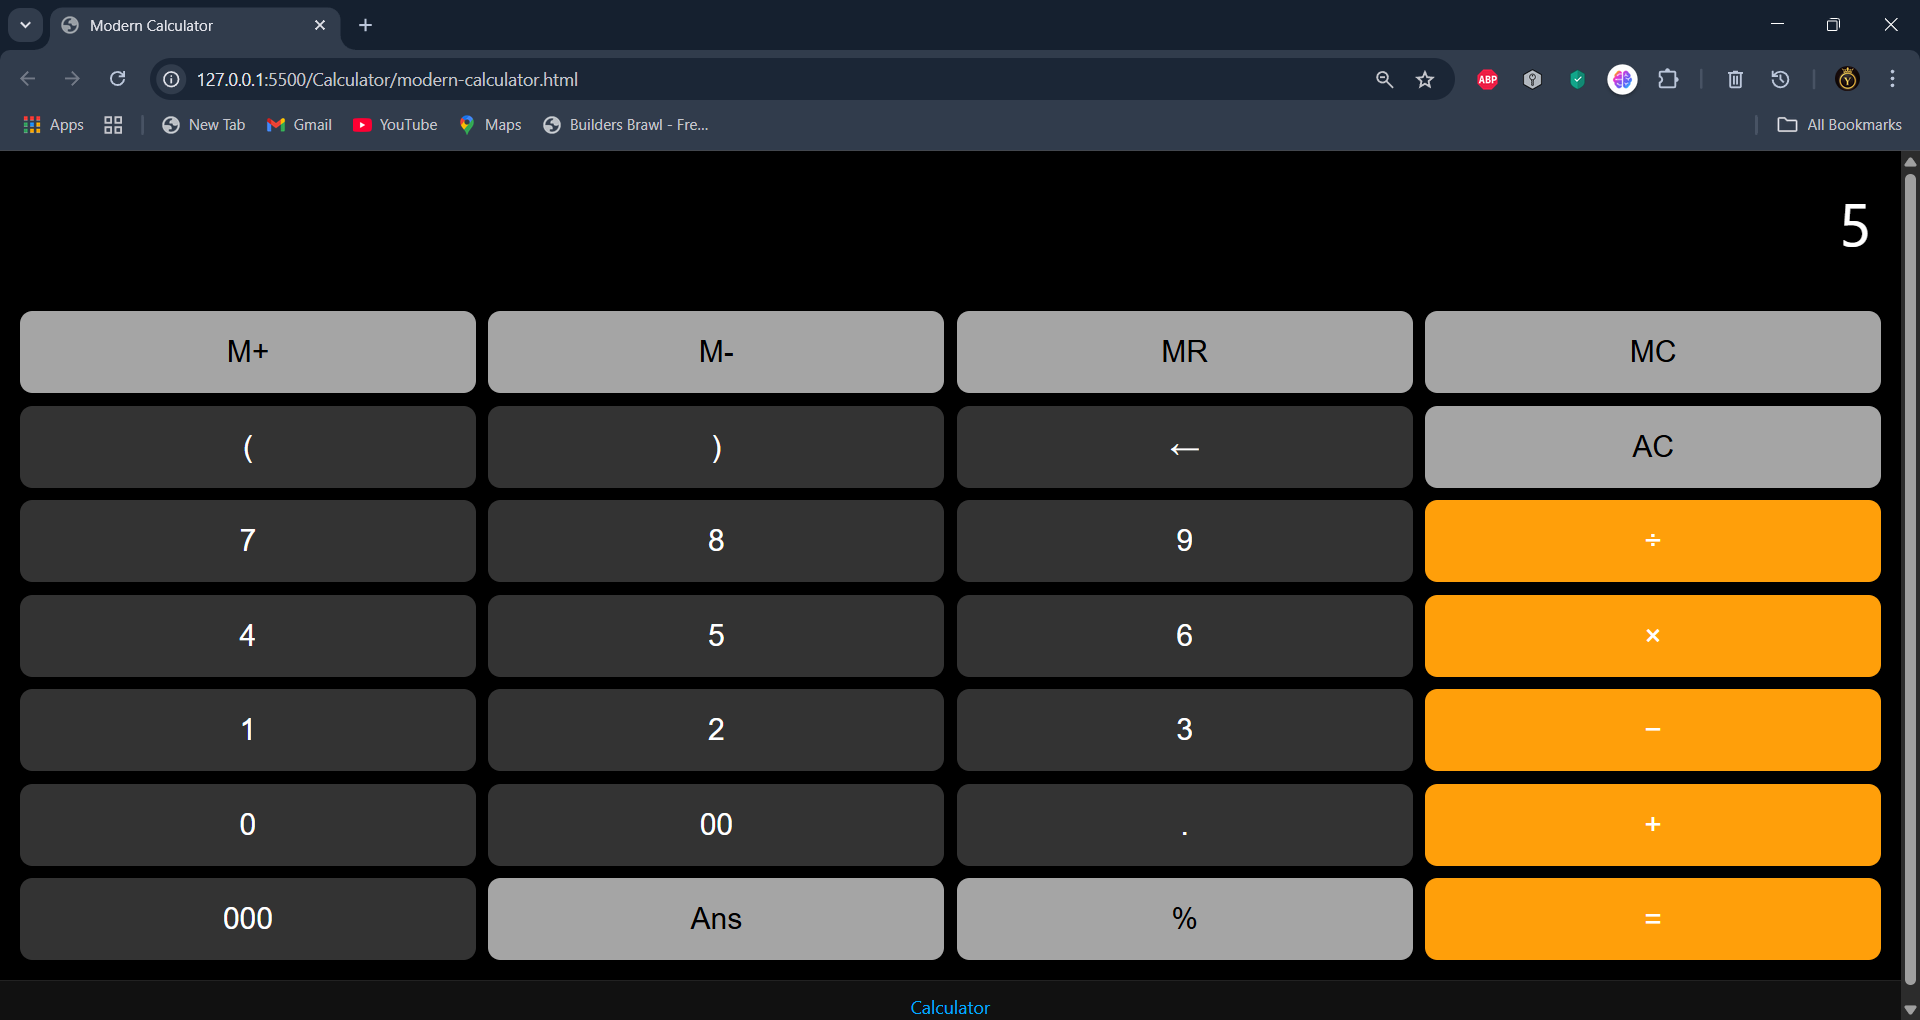 Modern Calculator
127.0.0.1:5500/Calculator/modern-calculator.html
ABP
Y
Apps New Tab Gmail YouTube Maps Builders Brawl - Fre... All Bookmarks
5
M+ M- MR MC
( ) ← AC
7 8 9 ÷
4 5 6 ×
1 2 3 −
0 00 . +
000 Ans % =
Calculator